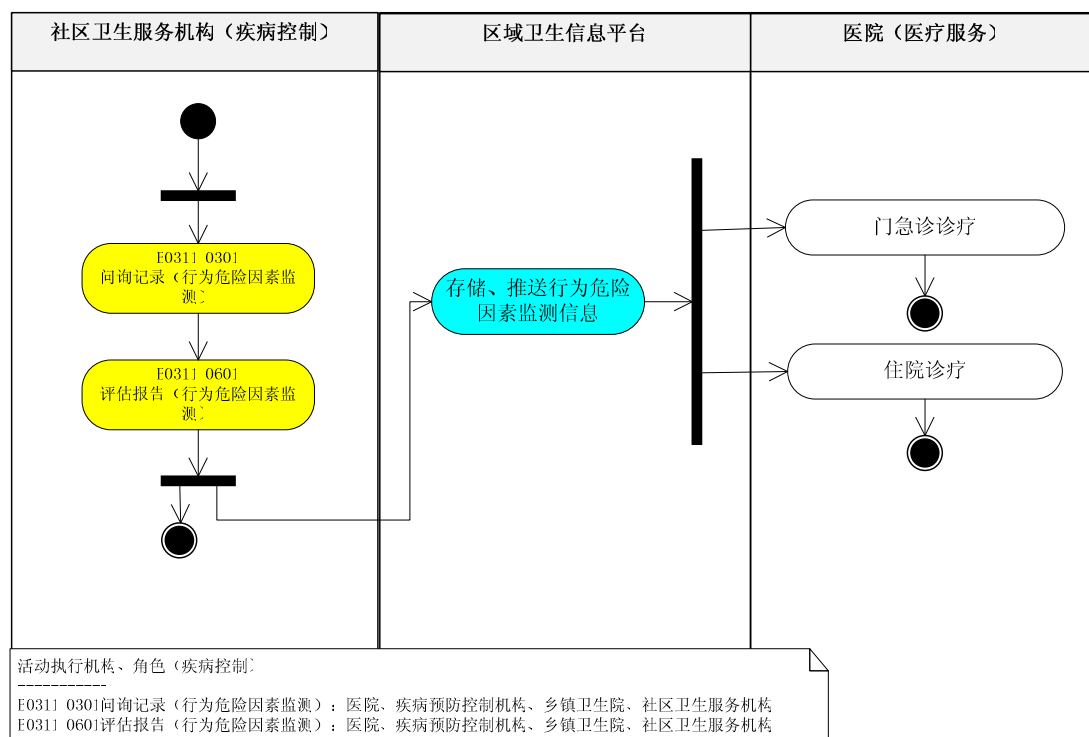 社区卫生服务机构（疾病控制）
区域卫生信息平台
医院（医疗服务）
E0311 0301
问询记录（行为危险因素监
测）
E0311 0601
评估报告（行为危险因素监
测）
存储、推送行为危险
因素监测信息
门急诊诊疗
住院诊疗
活动执行机构、角色（疾病控制）
-----------
E0311 0301问询记录（行为危险因素监测）：医院、疾病预防控制机构、乡镇卫生院、社区卫生服务机构
E0311 0601评估报告（行为危险因素监测）：医院、疾病预防控制机构、乡镇卫生院、社区卫生服务机构